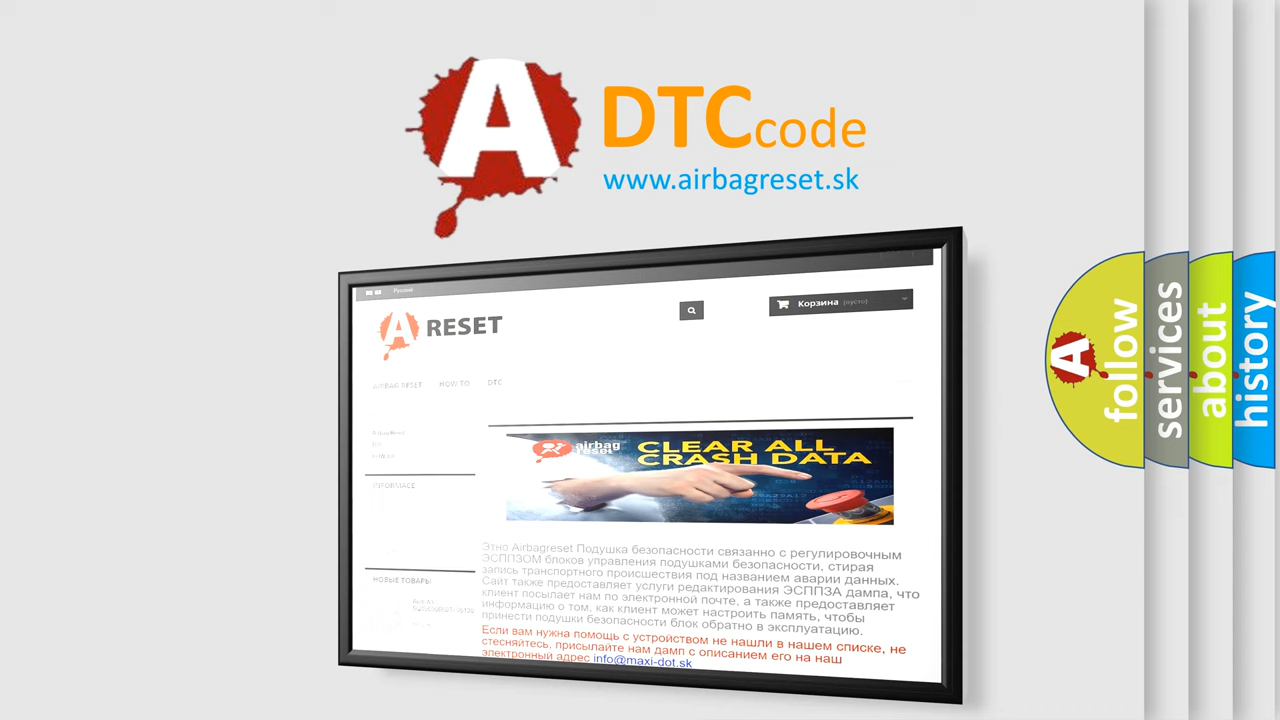 A
DTCcode
www.airbagreset.sk
Русский
Корзина (пусто)
A RESET
AIRBAG RESET HOW TO DTC
INFORMACE
НОВЫЕ ТОВАРЫ
airbag
reset
CLEAR ALL
CRASH DATA
Этно Airbagreset Подушка безопасности связанно с регулировочным
ЭСППЗОМ блоков управления подушками безопасности, стирая
запись транспортного происшествия под названием аварии данных.
Сайт также предоставляет услуги редактирования ЭСППЗА дампа, что
клиент посылает нам по электронной почте, а также предоставляет
информацию о том, как клиент может настроить память, чтобы
принести подушки безопасности блок обратно в эксплуатацию.
Если вам нужна помощь с устройством не нашли в нашем списке, не
стесняйтесь, присылайте нам дамп с описанием его на наш
электронный адрес info@maxi-dot.sk
A
follow
services
about
history